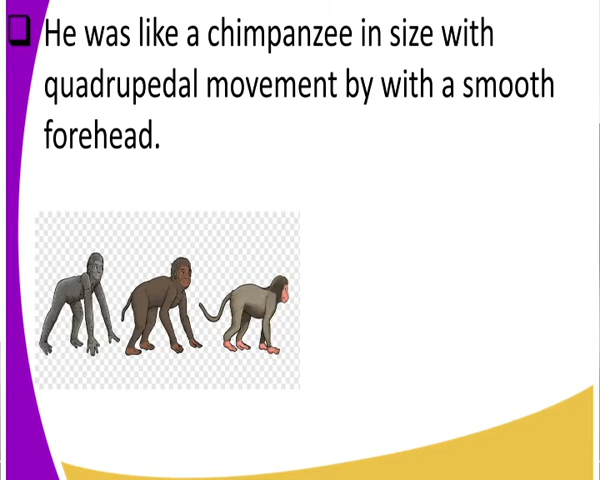 He was like a chimpanzee in size with
quadrupedal movement by with a smooth
forehead.